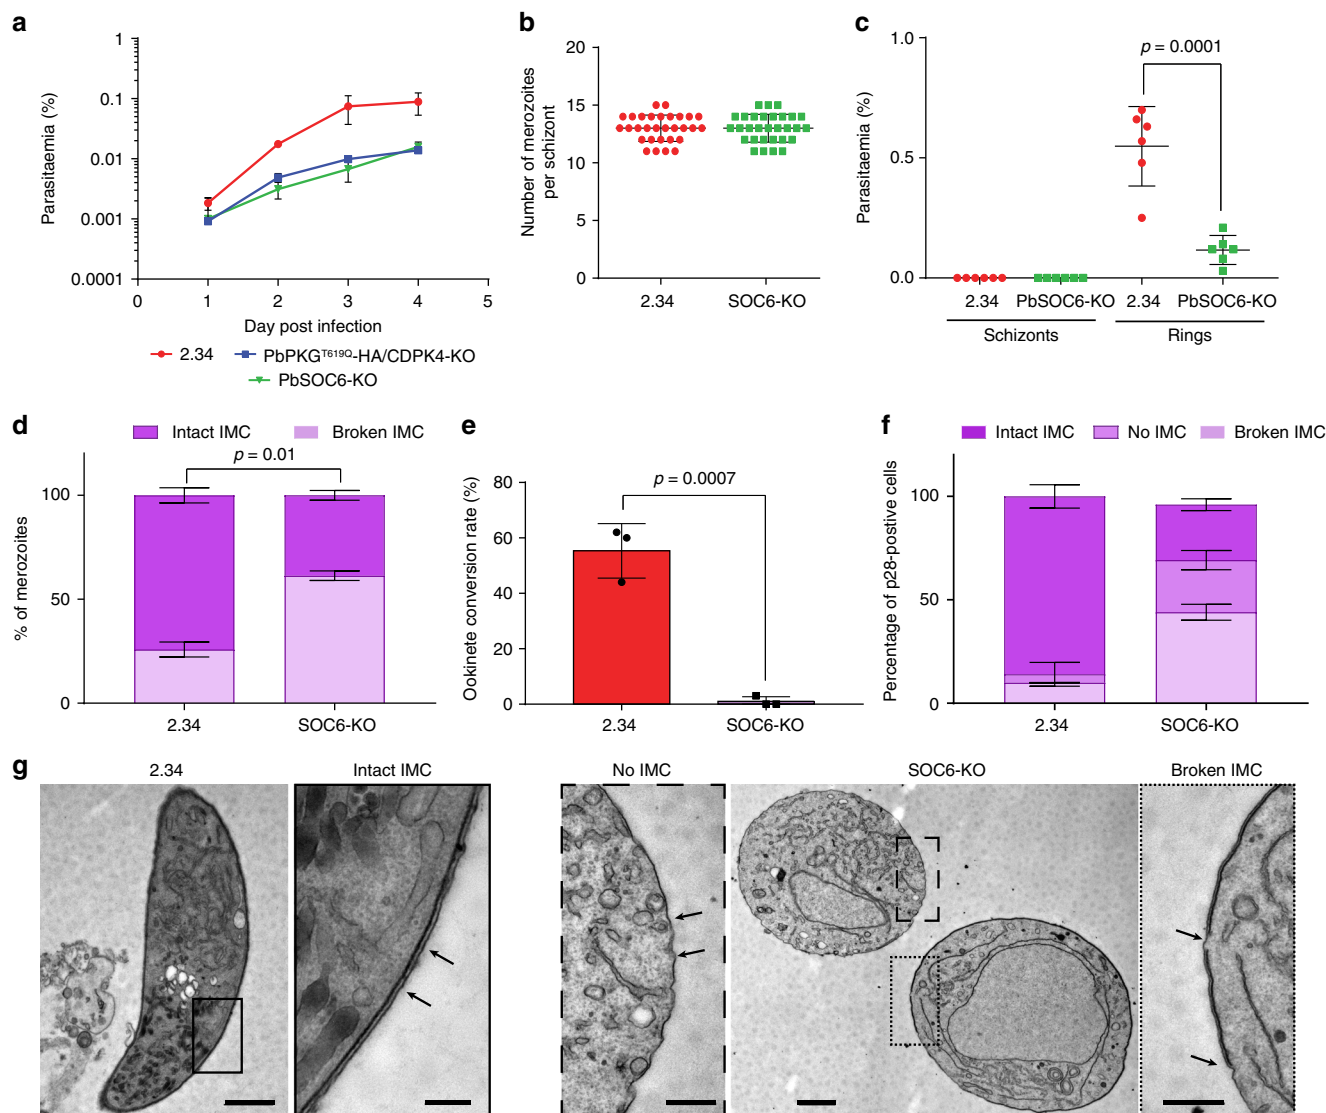 a
1
0.1
0.01
0.001
0.0001
Parasitaemia (%)
0 1 2 3 4 5
Day post infection
2.34
PbPKGT619Q-HA/CDPK4-KO
PbSOC6-KO
b
20
15
10
5
0
Number of merozoites
per schizont
2.34 SOC6-KO
c
1.0
0.5
0.0
Parasitaemia (%)
p = 0.0001
2.34 PbSOC6-KO 2.34 PbSOC6-KO
Schizonts Rings
d
Intact IMC Broken IMC
p = 0.01
100
50
0
% of merozoites
2.34 SOC6-KO
e
80
60
40
20
0
Ookinete conversion rate (%)
p = 0.0007
2.34 SOC6-KO
f
Intact IMC No IMC Broken IMC
100
50
0
Percentage of p28-postive cells
2.34 SOC6-KO
g
2.34 Intact IMC No IMC SOC6-KO Broken IMC